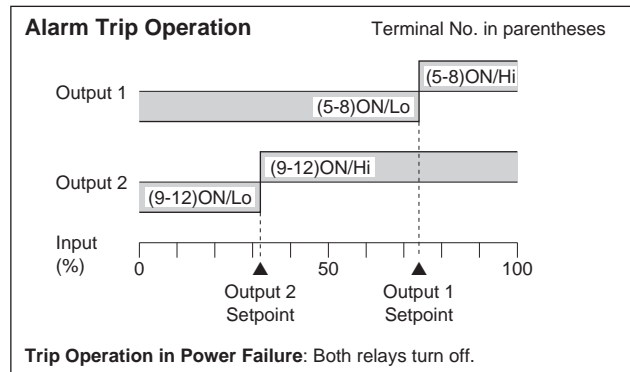 Alarm Trip Operation
Terminal No. in parentheses
Output 1
(5-8)ON/Hi
(5-8)ON/Lo
Output 2
(9-12)ON/Hi
(9-12)ON/Lo
Input
(%)
0
50
100
Output 2
Setpoint
Output 1
Setpoint
Trip Operation in Power Failure: Both relays turn off.